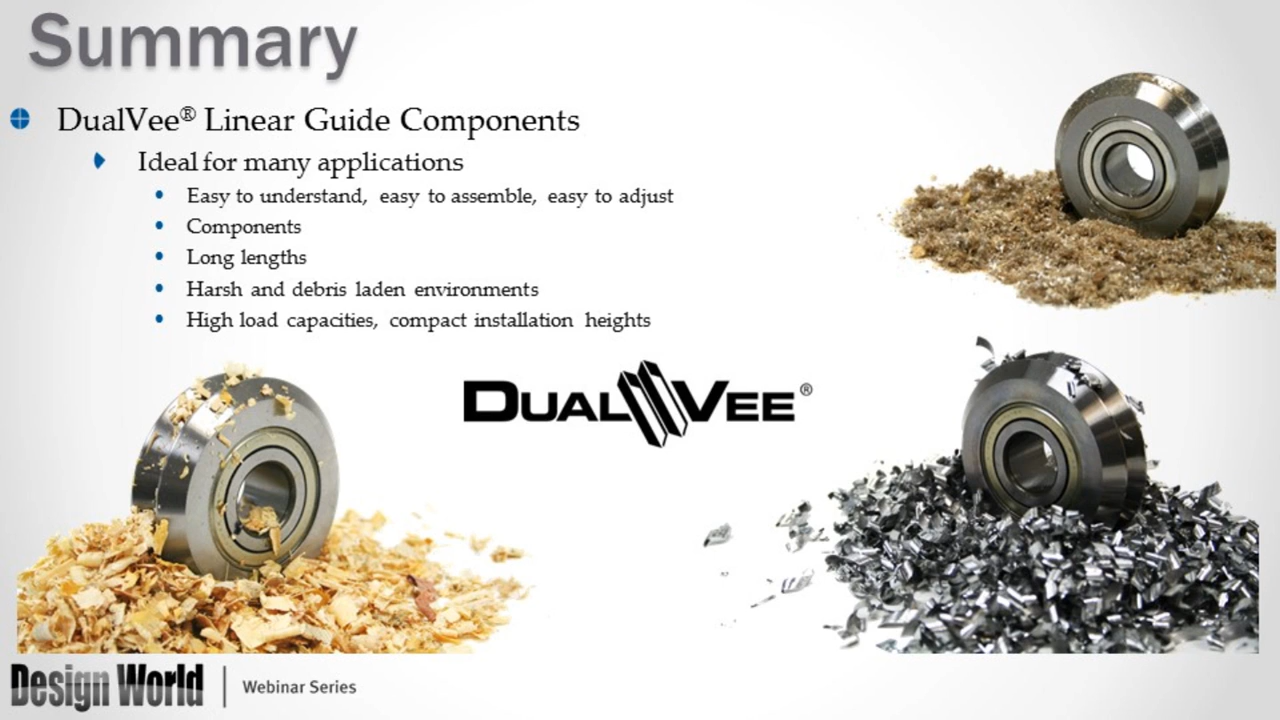 Summary
DualVee® Linear Guide Components
Ideal for many applications
Easy to understand, easy to assemble, easy to adjust
Components
Long lengths
Harsh and debris laden environments
High load capacities, compact installation heights
DUALVEE®
Design World
Webinar Series